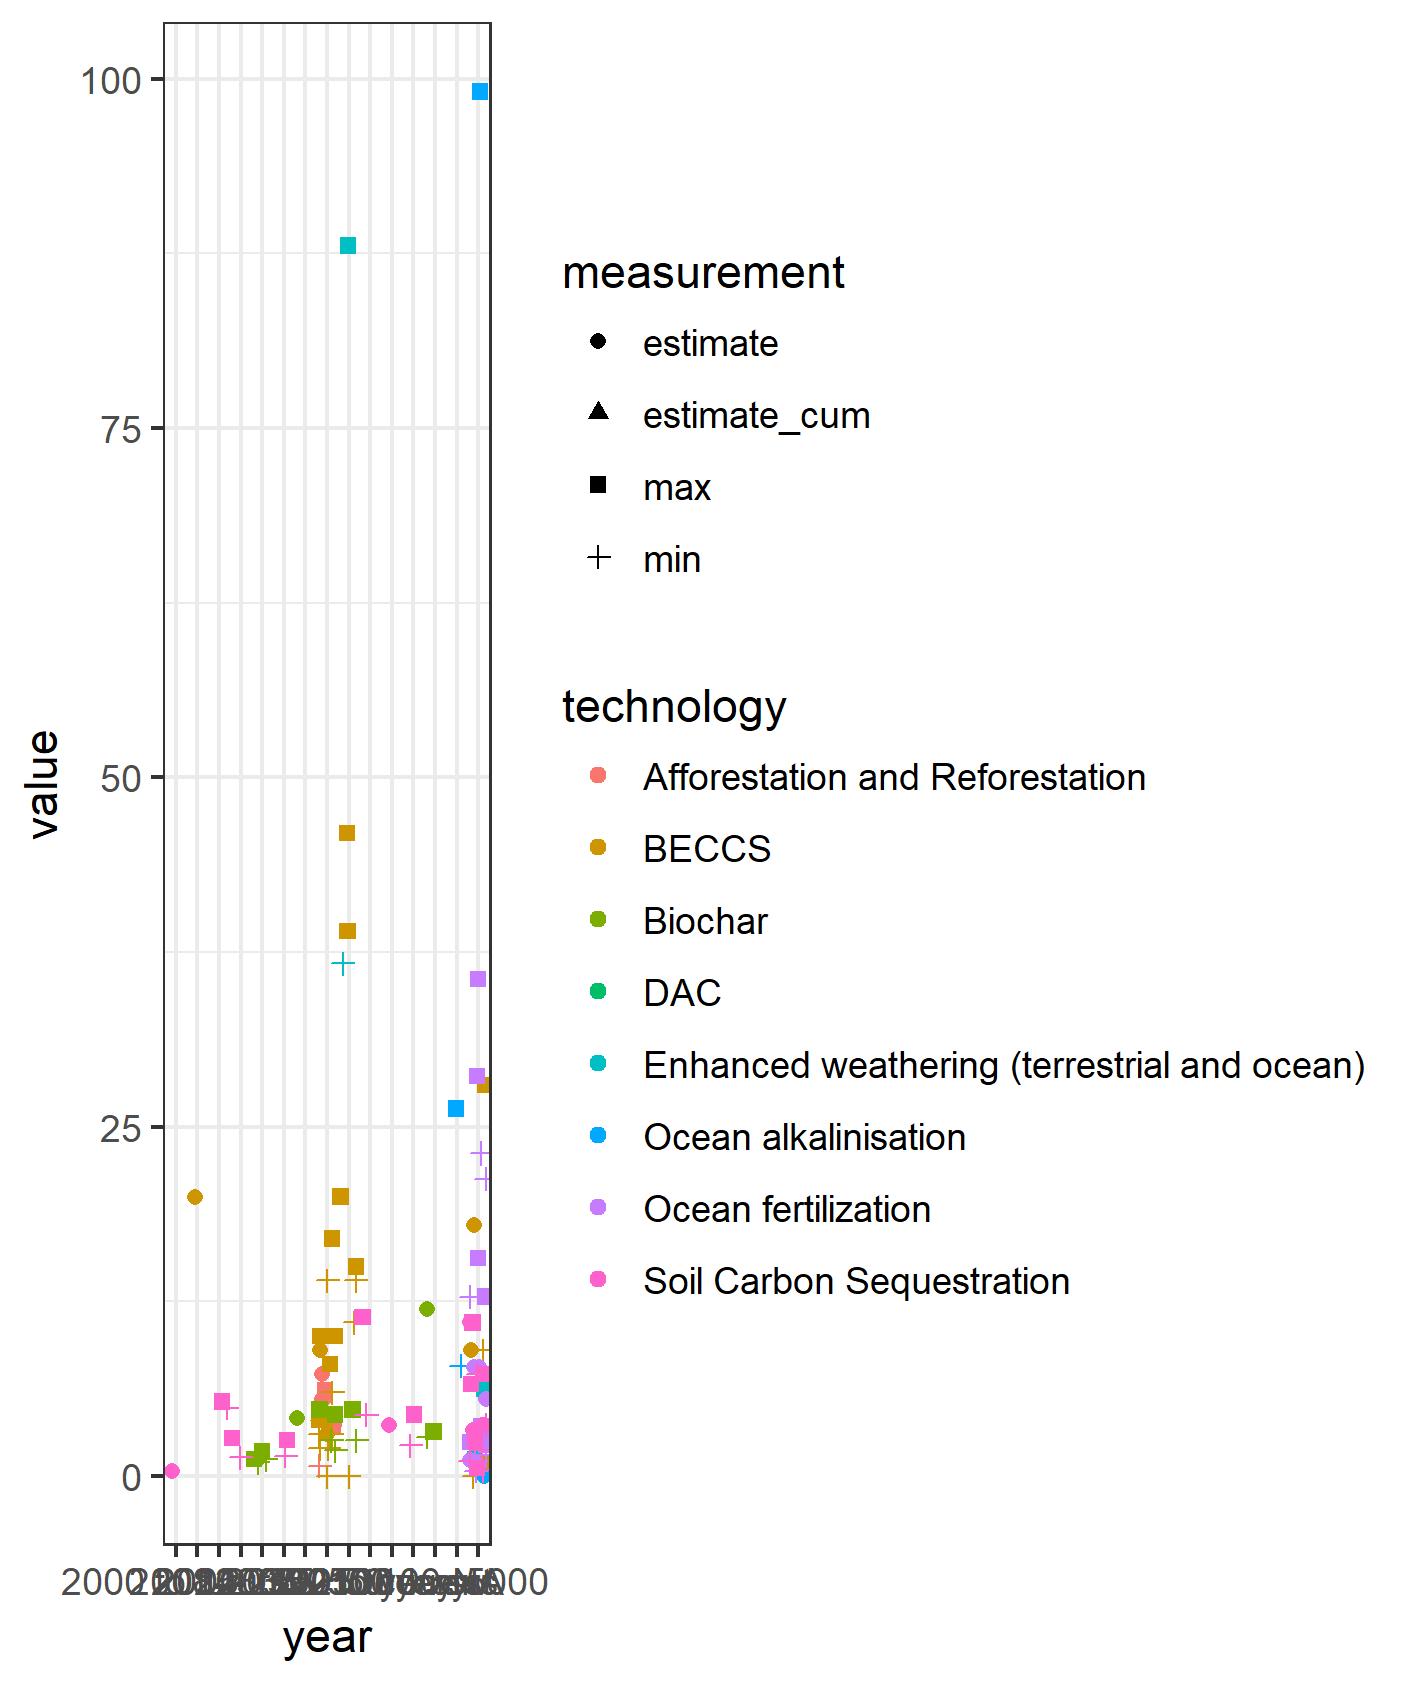 100
75
50
25
0
value
year
measurement
estimate
estimate_cum
max
min
technology
Afforestation and Reforestation
BECCS
Biochar
DAC
Enhanced weathering (terrestrial and ocean)
Ocean alkalinisation
Ocean fertilization
Soil Carbon Sequestration